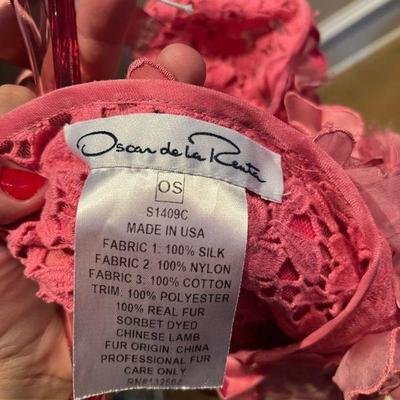 Oscar de la Renta
OS
S1409C
MADE IN USA
FABRIC 1: 100% SILK
FABRIC 2: 100% NYLON
FABRIC 3: 100% COTTON
TRIM: 100% POLYESTER
100% REAL FUR
SORBET DYED
CHINESE LAMB
FUR ORIGIN: CHINA
PROFESSIONAL FUR
CARE ONLY
RN#132564